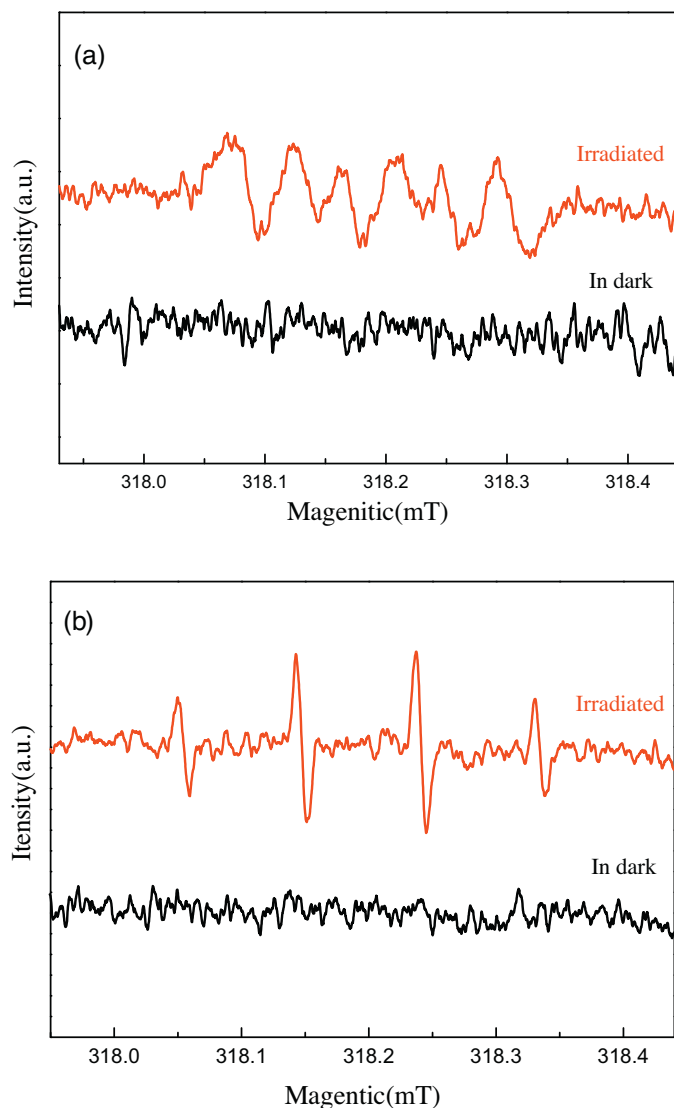 (a)
Irradiated
In dark
Intensity(a.u.)
318.0 318.1 318.2 318.3 318.4
Magenitic(mT)
(b)
Irradiated
In dark
Itensity(a.u.)
318.0 318.1 318.2 318.3 318.4
Magentic(mT)